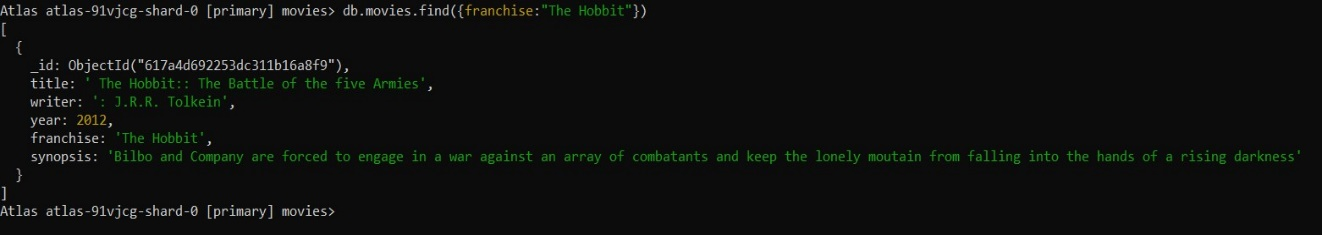 Atlas atlas-91vjcg-shard-0 [primary] movies> db.movies.find({franchise:"The Hobbit"})
[
  {
    _id: ObjectId("617a4d692253dc311b16a8f9"),
    title: ' The Hobbit:: The Battle of the five Armies',
    writer: ': J.R.R. Tolkein',
    year: 2012,
    franchise: 'The Hobbit',
    synopsis: 'Bilbo and Company are forced to engage in a war against an array of combatants and keep the lonely moutain from falling into the hands of a rising darkness'
  }
]
Atlas atlas-91vjcg-shard-0 [primary] movies>